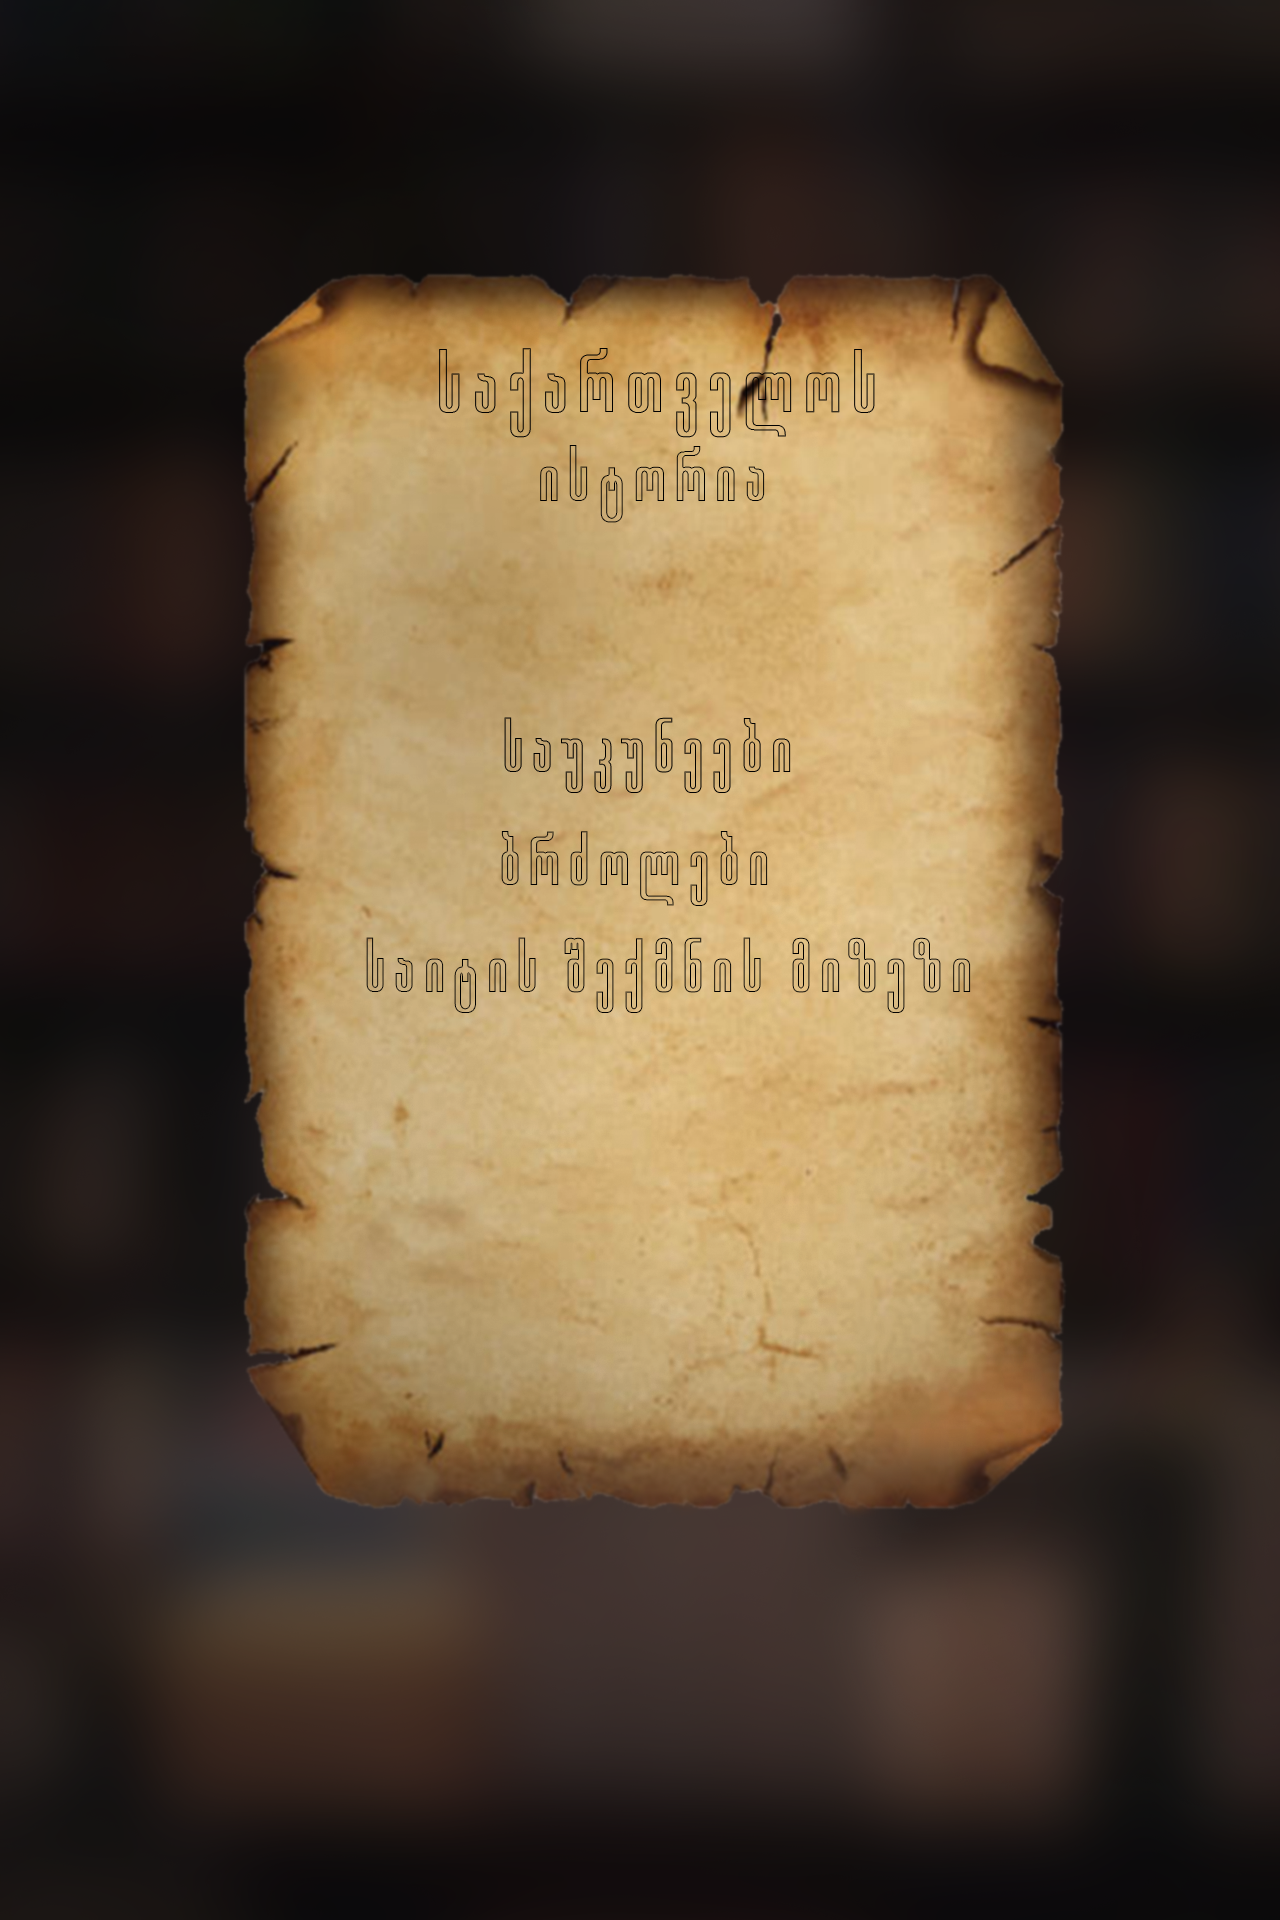 საქართველოს
ისტორია
საუკუნეები
ბრძოლები
საიტის შექმნის მიზეზი